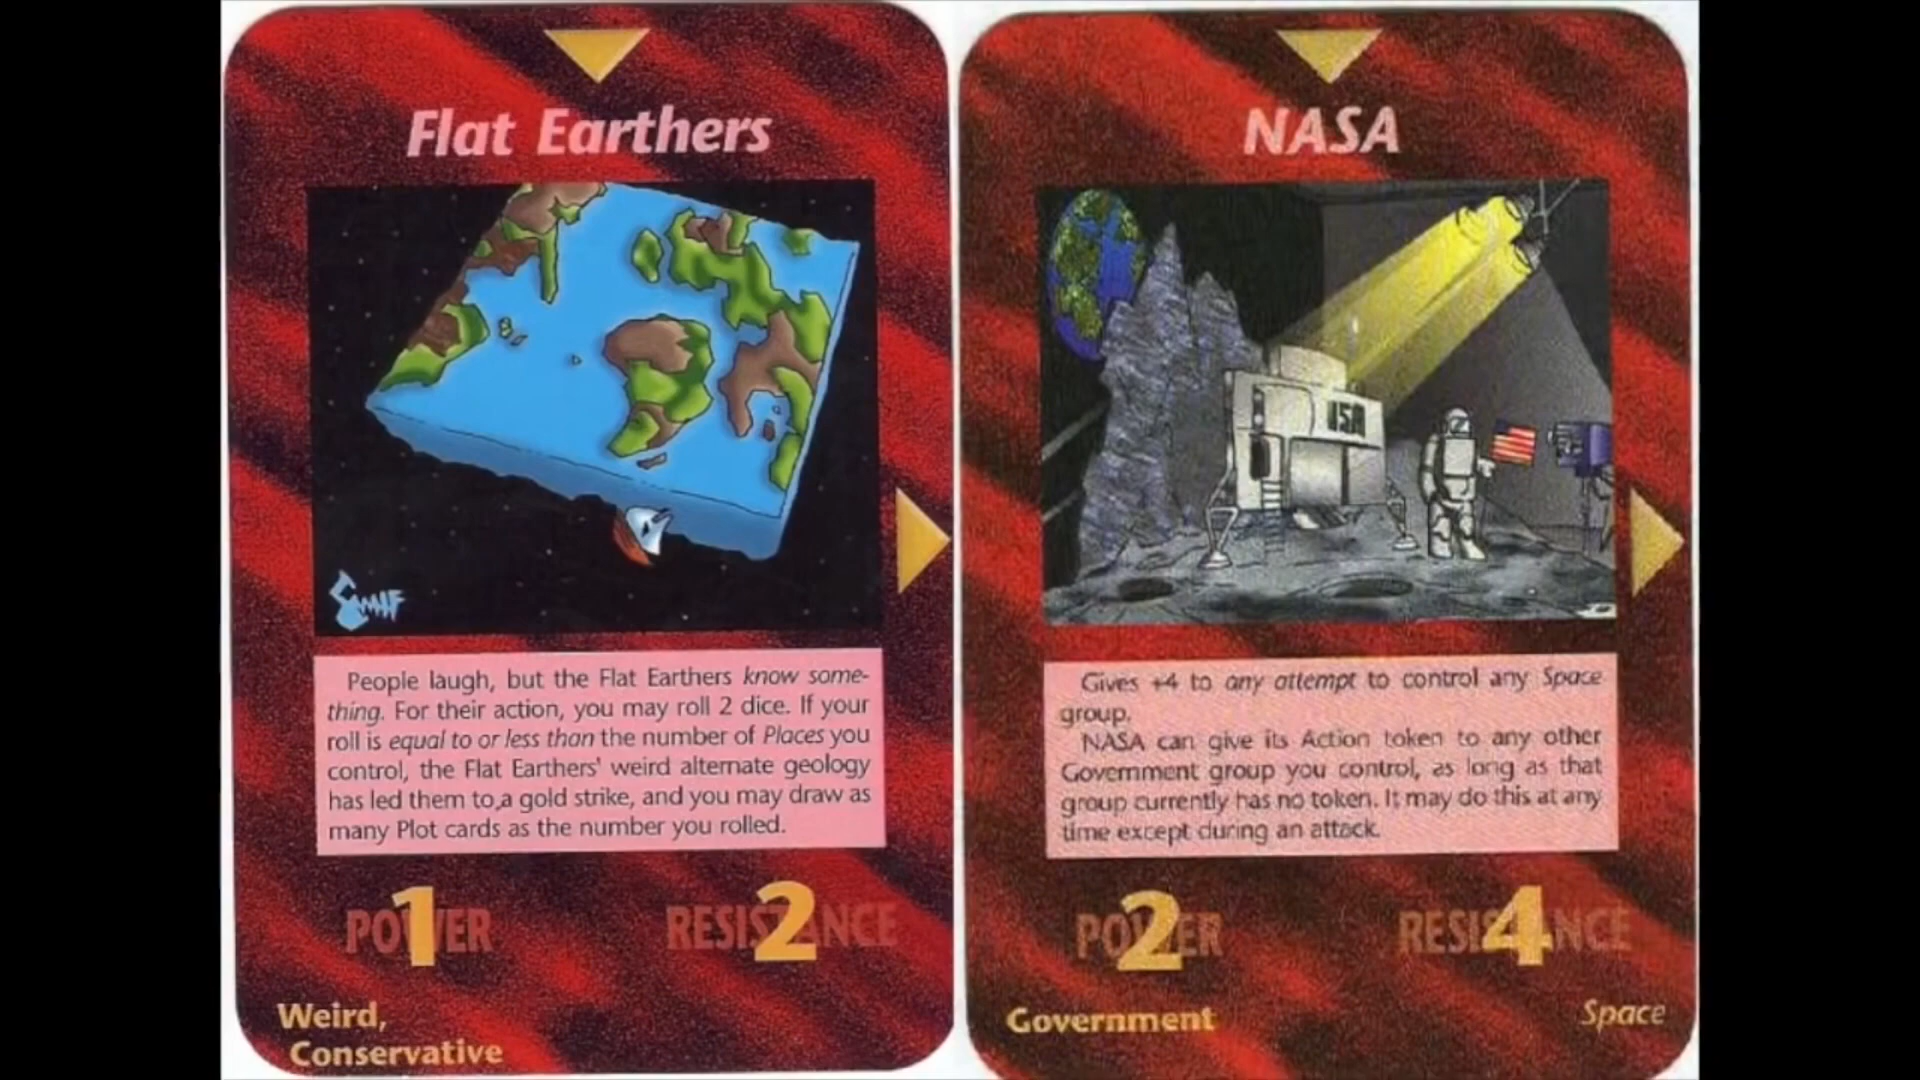 Flat Earthers
People laugh, but the Flat Earthers know some-
thing. For their action, you may roll 2 dice. If your
roll is equal to or less than the number of Places you
control, the Flat Earthers' weird alternate geology
has led them to a gold strike, and you may draw as
many Plot cards as the number you rolled.
1
POWER
2
RESISTANCE
Weird,
Conservative
NASA
USA
Gives +4 to any attempt to control any Space
group.
NASA can give its Action token to any other
Government group you control, as long as that
group currently has no token. It may do this at any
time except during an attack.
2
POWER
4
RESISTANCE
Government
Space